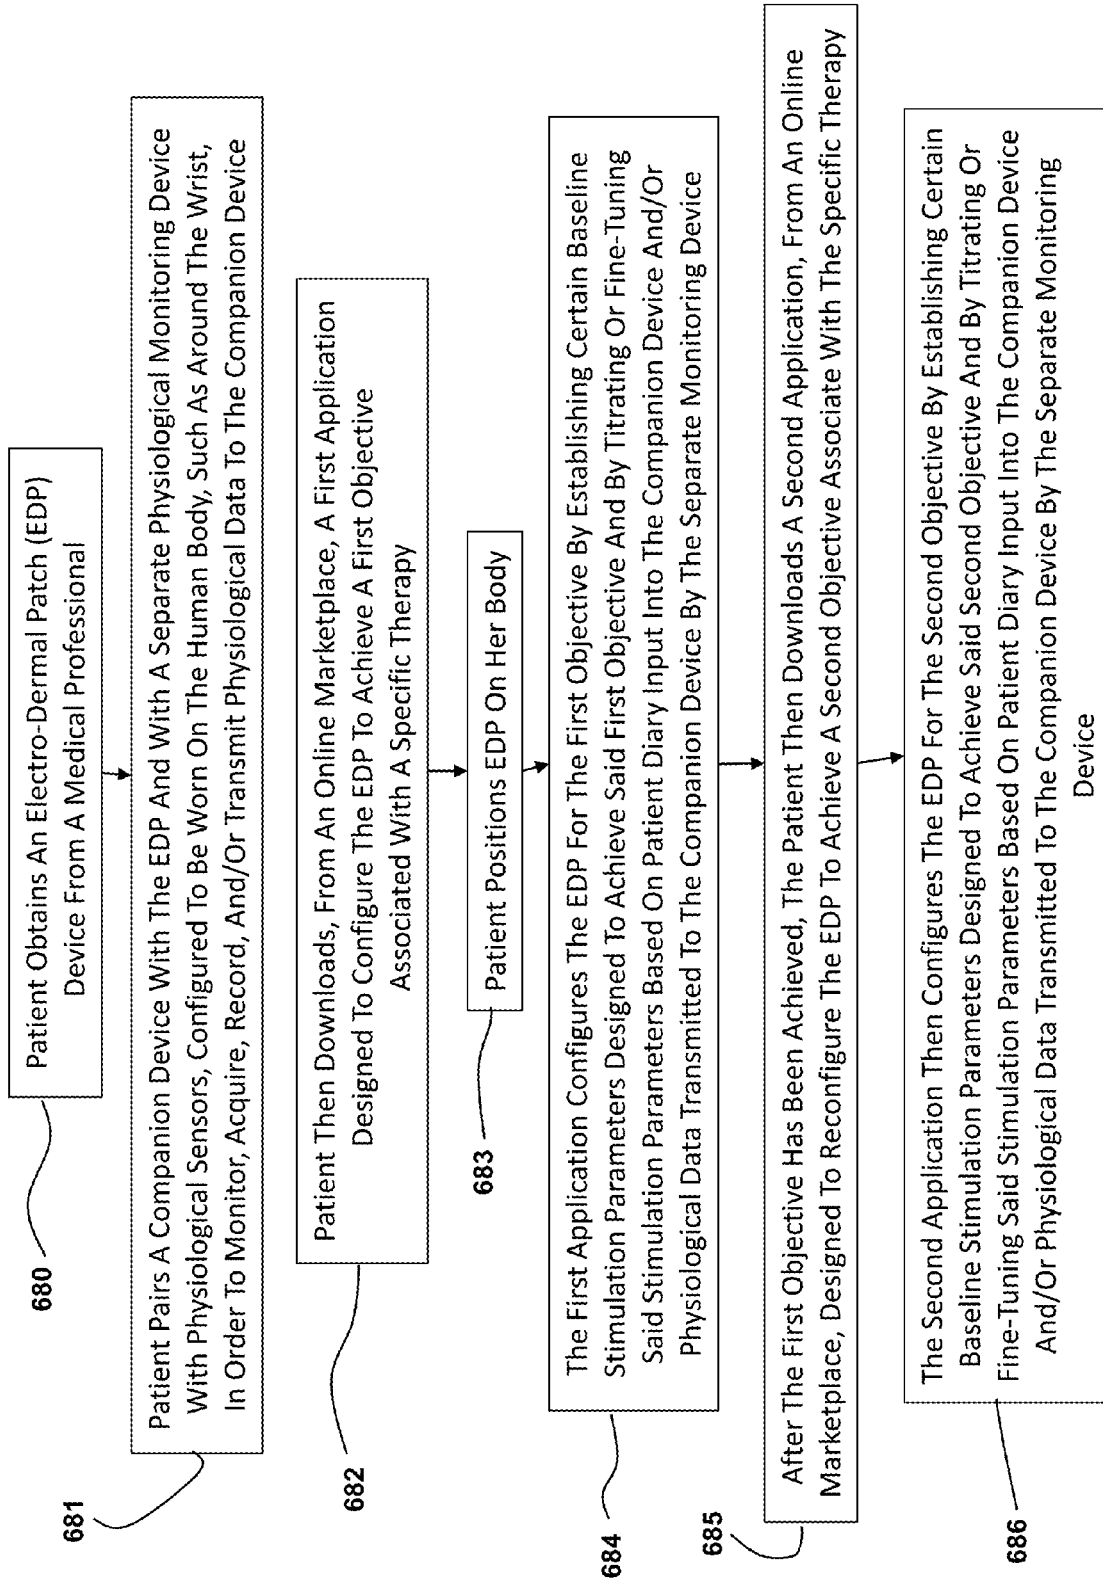 680
Patient Obtains An Electro-Dermal Patch (EDP)
Device From A Medical Professional
681
Patient Pairs A Companion Device With The EDP And With A Separate Physiological Monitoring Device
With Physiological Sensors, Configured To Be Worn On The Human Body, Such As Around The Wrist,
In Order To Monitor, Acquire, Record, And/Or Transmit Physiological Data To The Companion Device
682
Patient Then Downloads, From An Online Marketplace, A First Application
Designed To Configure The EDP To Achieve A First Objective
Associated With A Specific Therapy
683
Patient Positions EDP On Her Body
684
The First Application Configures The EDP For The First Objective By Establishing Certain Baseline
Stimulation Parameters Designed To Achieve Said First Objective And By Titrating Or Fine-Tuning
Said Stimulation Parameters Based On Patient Diary Input Into The Companion Device And/Or
Physiological Data Transmitted To The Companion Device By The Separate Monitoring Device
685
After The First Objective Has Been Achieved, The Patient Then Downloads A Second Application, From An Online
Marketplace, Designed To Reconfigure The EDP To Achieve A Second Objective Associate With The Specific Therapy
686
The Second Application Then Configures The EDP For The Second Objective By Establishing Certain
Baseline Stimulation Parameters Designed To Achieve Said Second Objective And By Titrating Or
Fine-Tuning Said Stimulation Parameters Based On Patient Diary Input Into The Companion Device
And/Or Physiological Data Transmitted To The Companion Device By The Separate Monitoring
Device